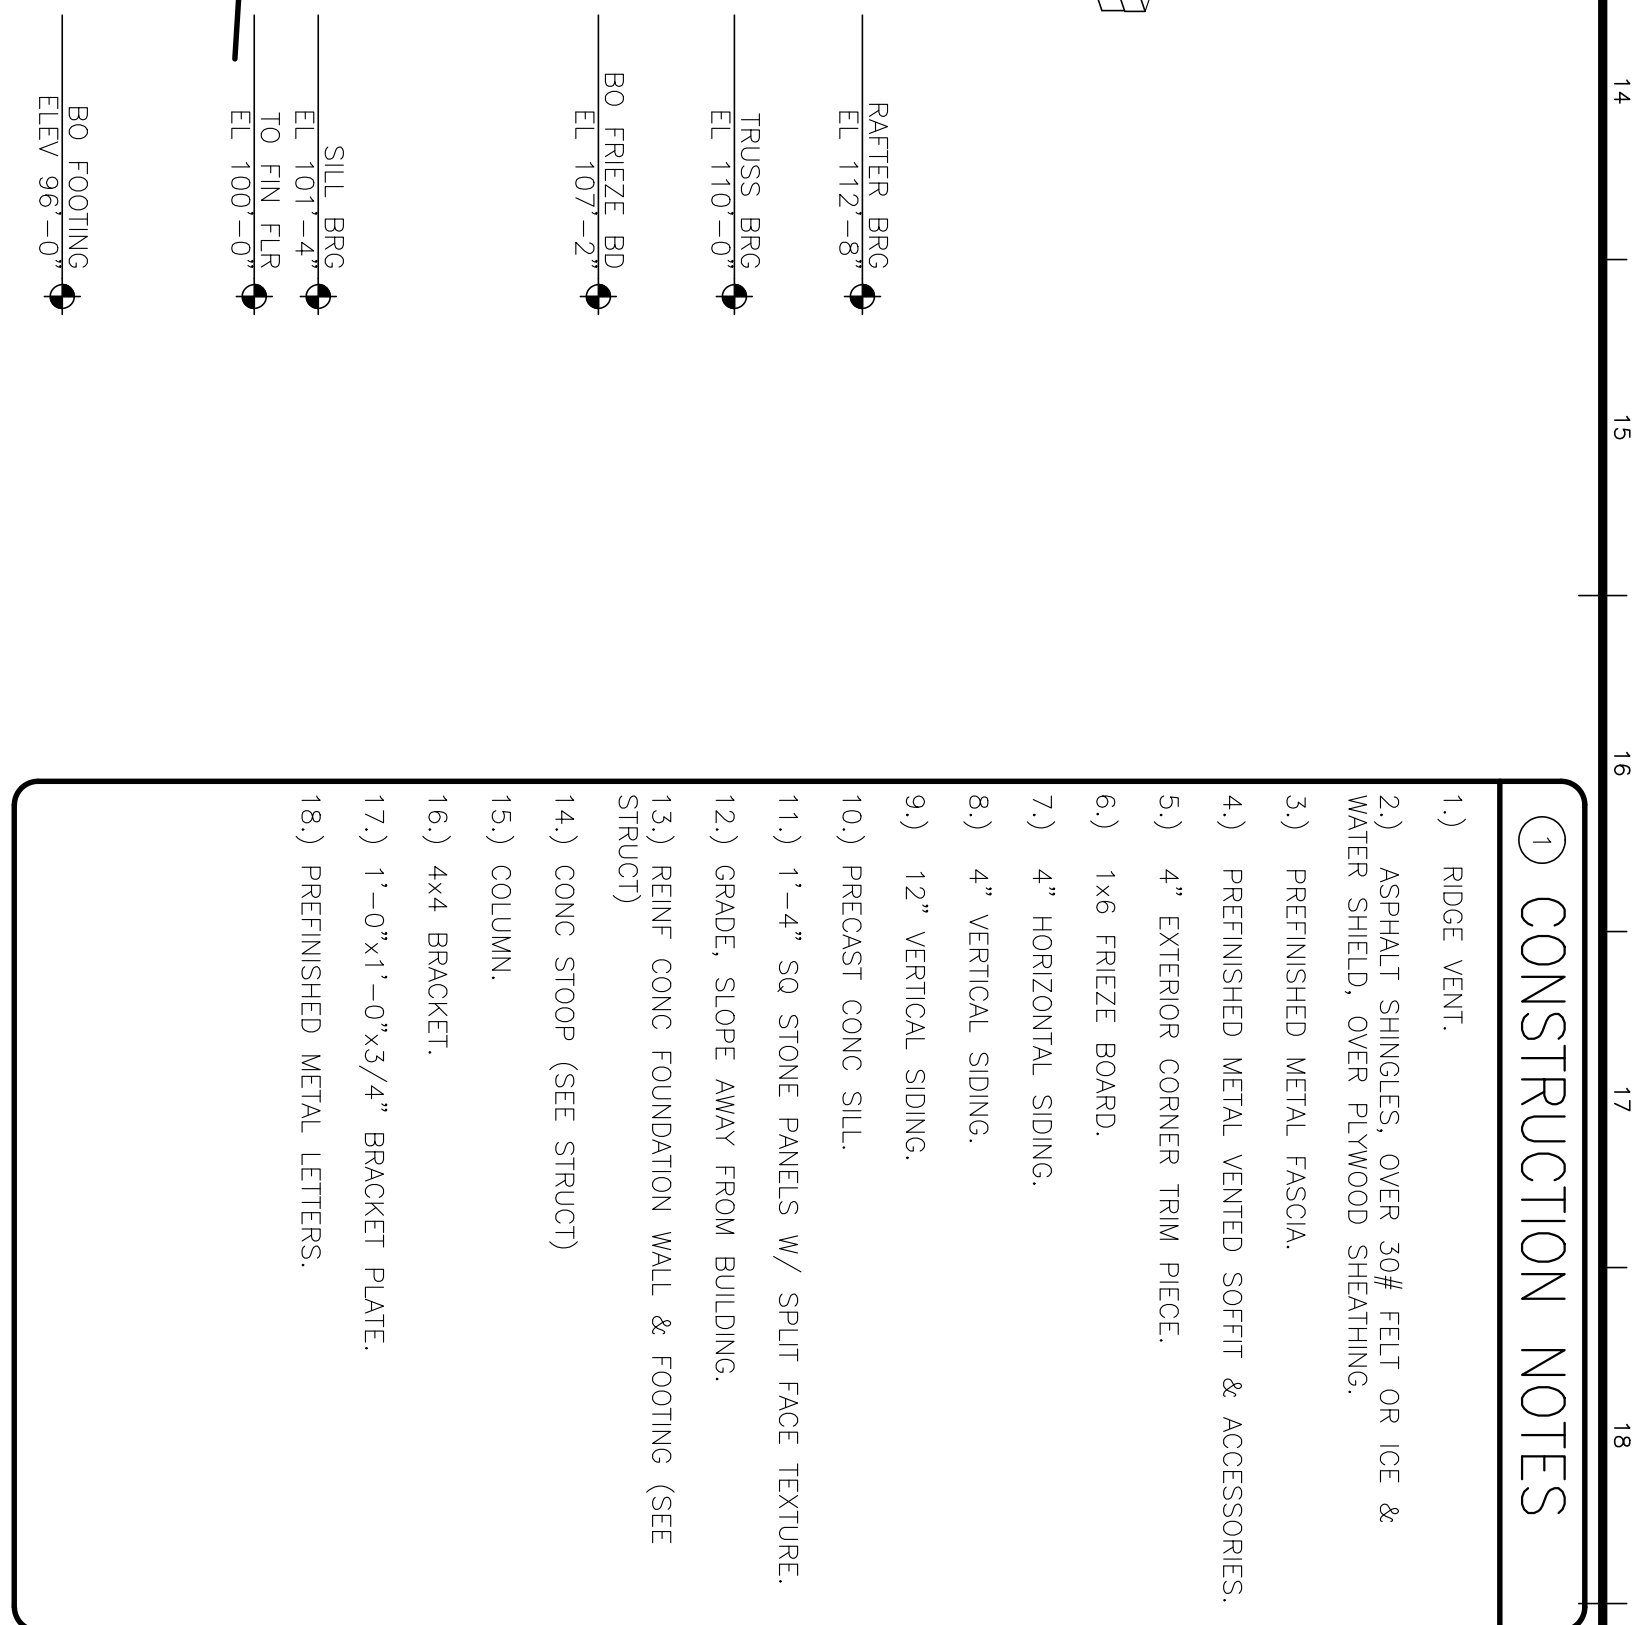 14
15
16
17
18
RAFTER BRG
EL 112'-8"
TRUSS BRG
EL 110'-0"
BO FRIEZE BD
EL 107'-2"
SILL BRG
EL 101'-4"
TO FIN FLR
EL 100'-0"
BO FOOTING
ELEV 96'-0"
1 CONSTRUCTION NOTES
1.) RIDGE VENT.
2.) ASPHALT SHINGLES, OVER 30# FELT OR ICE &
WATER SHIELD, OVER PLYWOOD SHEATHING.
3.) PREFINISHED METAL FASCIA.
4.) PREFINISHED METAL VENTED SOFFIT & ACCESSORIES.
5.) 4" EXTERIOR CORNER TRIM PIECE.
6.) 1x6 FRIEZE BOARD.
7.) 4" HORIZONTAL SIDING.
8.) 4" VERTICAL SIDING.
9.) 12" VERTICAL SIDING.
10.) PRECAST CONC SILL.
11.) 1'-4" SQ STONE PANELS W/ SPLIT FACE TEXTURE.
12.) GRADE, SLOPE AWAY FROM BUILDING.
13.) REINF CONC FOUNDATION WALL & FOOTING (SEE
STRUCT)
14.) CONC STOOP (SEE STRUCT)
15.) COLUMN.
16.) 4x4 BRACKET.
17.) 1'-0"x1'-0"x3/4" BRACKET PLATE.
18.) PREFINISHED METAL LETTERS.